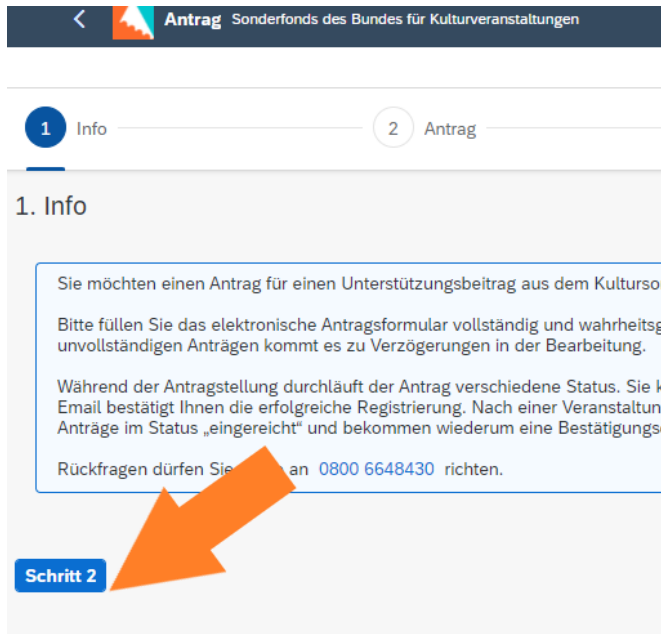 Antrag Sonderfonds des Bundes für Kulturveranstaltungen
1 Info 2 Antrag
1. Info
Sie möchten einen Antrag für einen Unterstützungsbeitrag aus dem Kulturso
Bitte füllen Sie das elektronische Antragsformular vollständig und wahrheitsg
unvollständigen Anträgen kommt es zu Verzögerungen in der Bearbeitung.
Während der Antragstellung durchläuft der Antrag verschiedene Status. Sie k
Email bestätigt Ihnen die erfolgreiche Registrierung. Nach einer Veranstaltun
Anträge im Status „eingereicht“ und bekommen wiederum eine Bestätigungs
Rückfragen dürfen Sie an 0800 6648430 richten.
Schritt 2